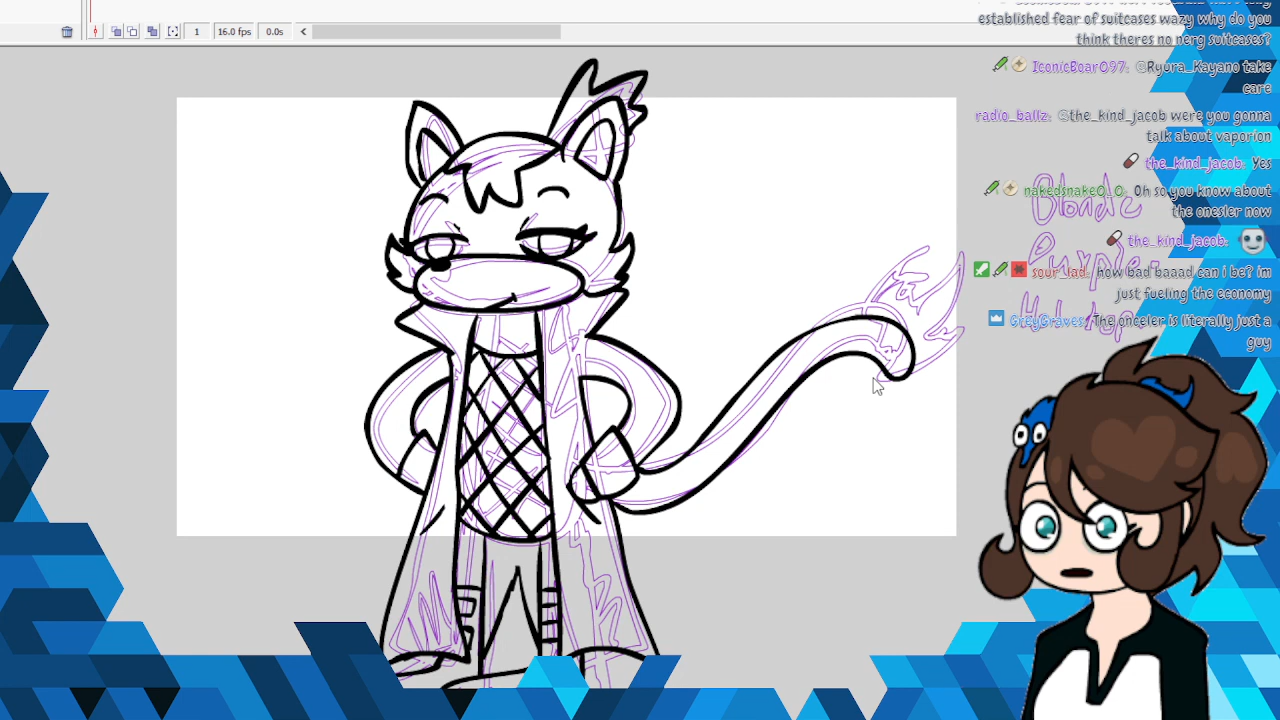 1 16.0 fps 0.0s
established fear of suitcases wazy why do you
think theres no nerg suitcases?
IconicBoar097: @Ryura_Kayano take
care
radio_ballz: @the_kind_jacob were you gonna
talk about vaporion
the_kind_jacob: Yes
nakedsnake0_0: Oh so you know about
the onesler now
the_kind_jacob:
sour_lad: how bad baaad can i be? im
just fueling the economy
GreyGraves: The onceler is literally just a
guy
Blonde
Purple